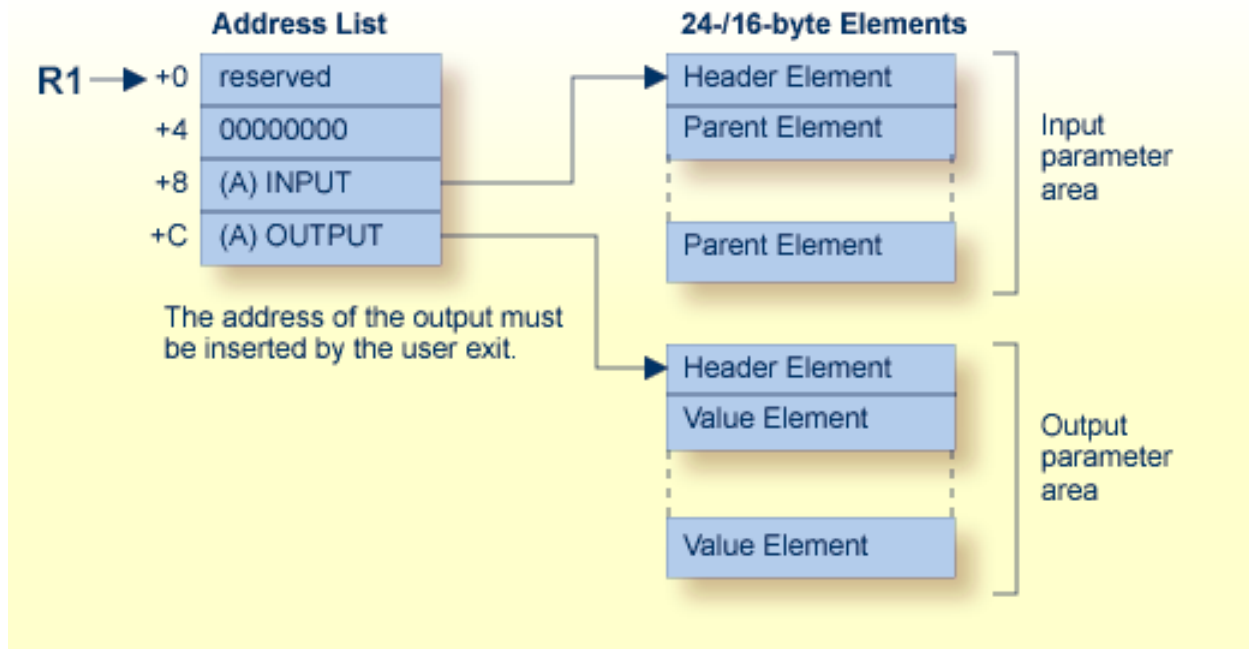 Address List
24-/16-byte Elements
R1
+0 reserved
+4 00000000
+8 (A) INPUT
+C (A) OUTPUT
The address of the output must
be inserted by the user exit.
Header Element
Parent Element
Parent Element
Input
parameter
area
Header Element
Value Element
Value Element
Output
parameter
area